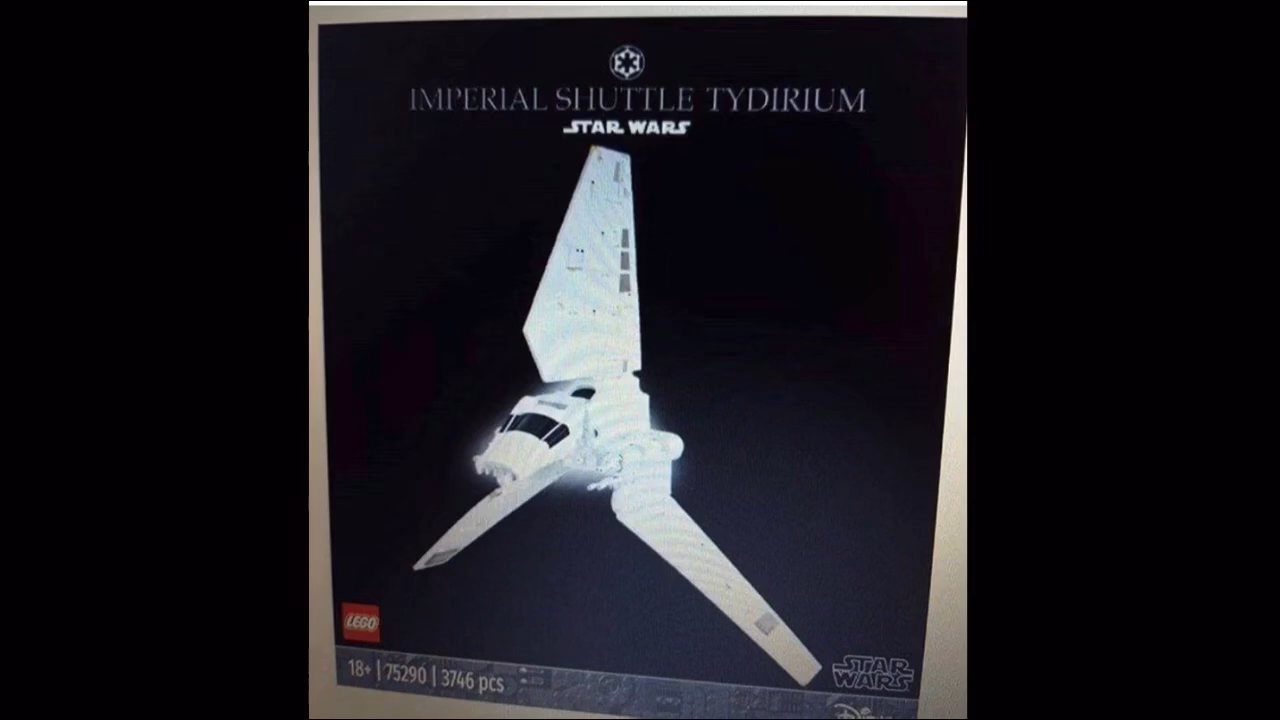 IMPERIAL SHUTTLE TYDIRIUM
STAR WARS
LEGO
18+ | 75290 | 3746 pcs
STAR
WARS